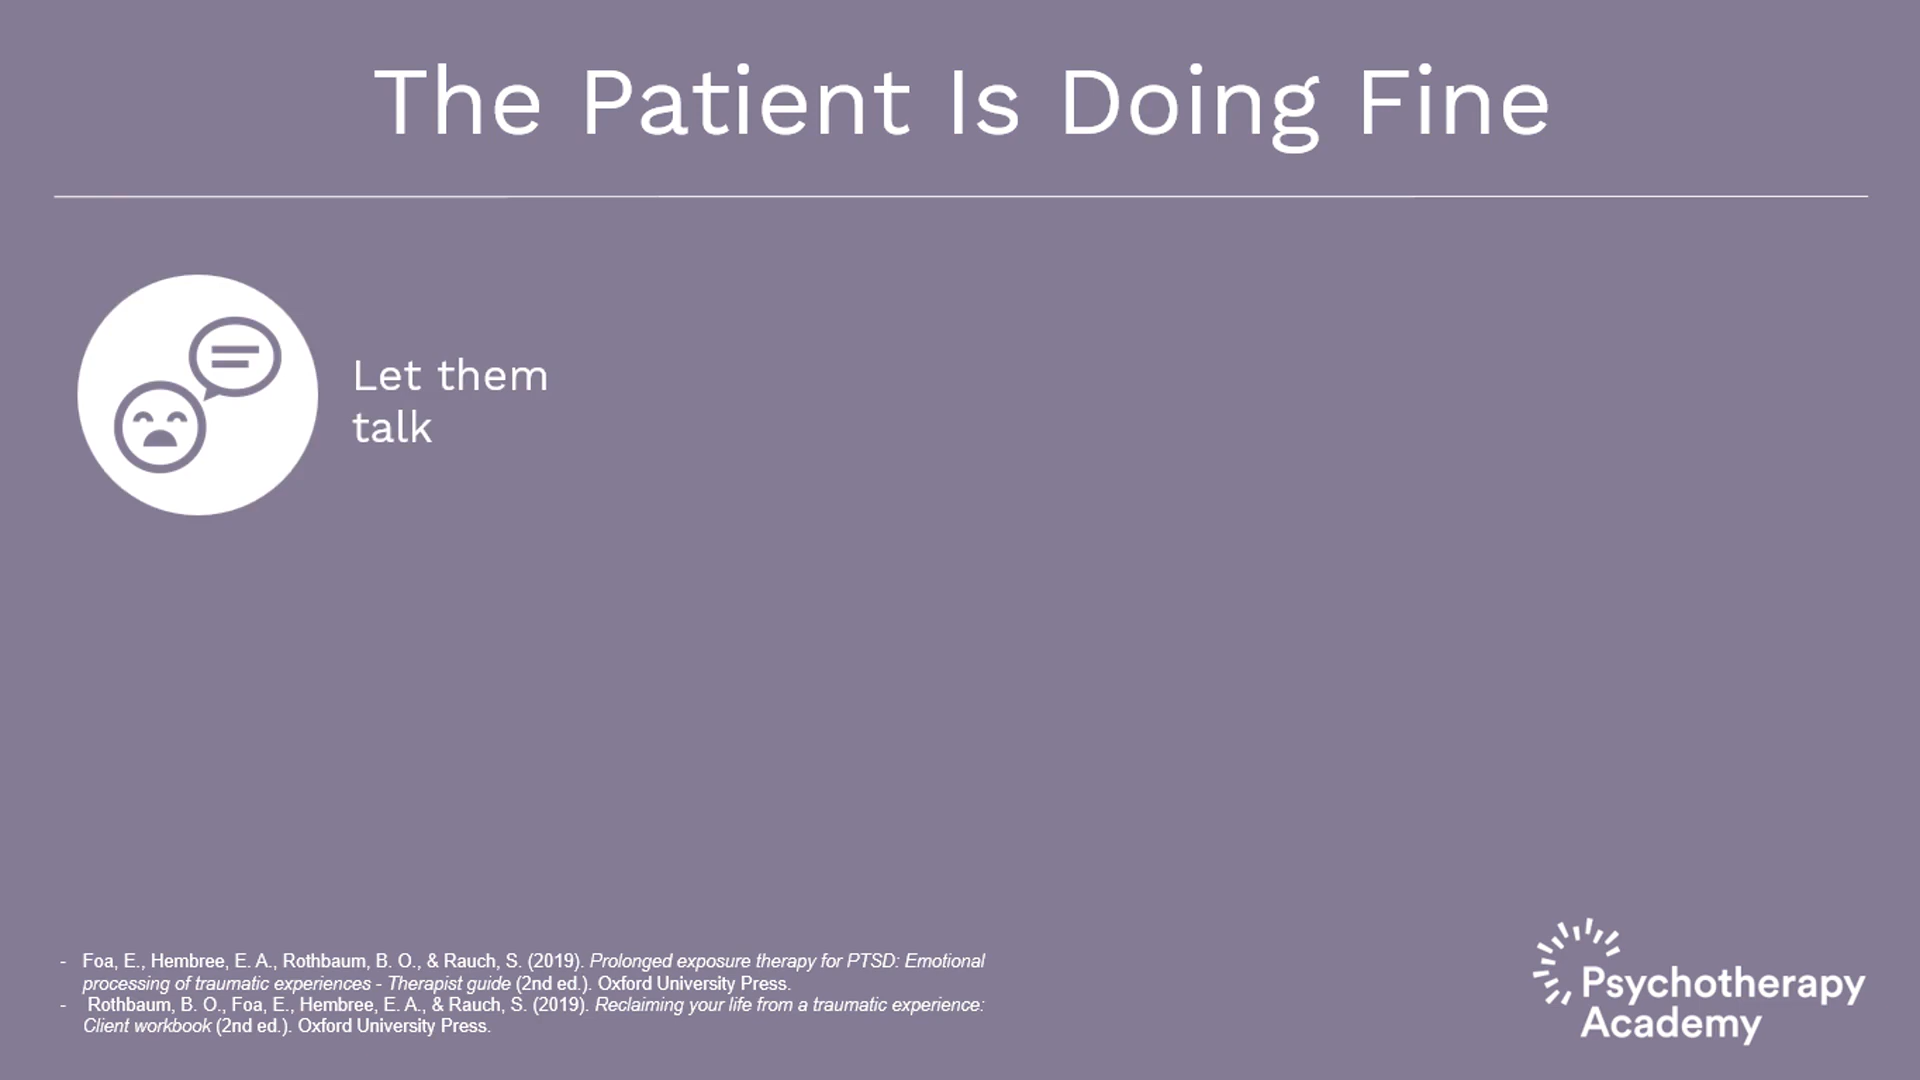 The Patient Is Doing Fine
Let them
talk
- Foa, E., Hembree, E. A., Rothbaum, B. O., & Rauch, S. (2019). Prolonged exposure therapy for PTSD: Emotional
processing of traumatic experiences - Therapist guide (2nd ed.). Oxford University Press.
- Rothbaum, B. O., Foa, E., Hembree, E. A., & Rauch, S. (2019). Reclaiming your life from a traumatic experience:
Client workbook (2nd ed.). Oxford University Press.
Psychotherapy
Academy